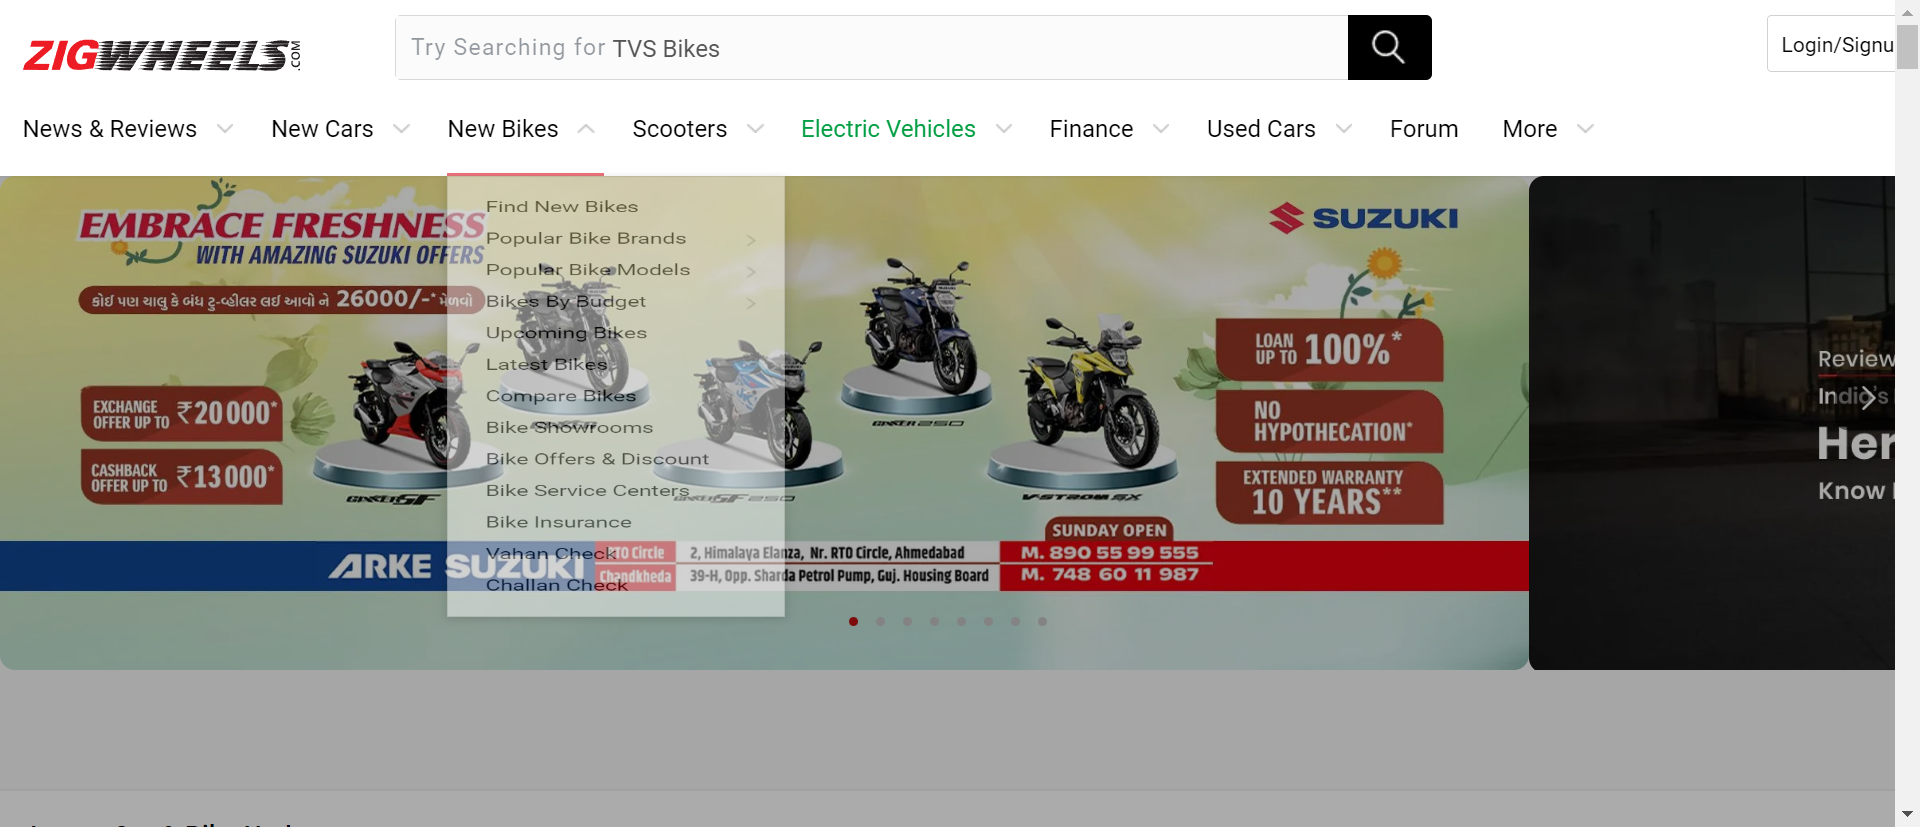 ZIGWHEELS.COM
Try Searching for TVS Bikes
Login/Signu
News & Reviews
New Cars
New Bikes
Scooters
Electric Vehicles
Finance
Used Cars
Forum
More
EMBRACE FRESHNESS
WITH AMAZING SUZUKI OFFERS
કોઈ પણ ચાલુ કે બંધ ટુ-વ્હીલર લઈ આવો ને 26000/-* મેળવો
EXCHANGE
OFFER UP TO ₹20000*
CASHBACK
OFFER UP TO ₹13000*
Find New Bikes
Popular Bike Brands
Popular Bike Models
Bikes By Budget
Upcoming Bikes
Latest Bikes
Compare Bikes
Bike Showrooms
Bike Offers & Discount
Bike Service Centers
Bike Insurance
Vahan Check
Challan Check
GIXXER SF
GIXXER SF 250
GIXXER 250
V-STROM SX
SUZUKI
LOAN
UP TO 100%*
NO
HYPOTHECATION*
EXTENDED WARRANTY
10 YEARS**
SUNDAY OPEN
ARKE SUZUKI
RTO Circle
2, Himalaya Elanza, Nr. RTO Circle, Ahmedabad
M. 890 55 99 555
Chandkheda
39-H, Opp. Sharda Petrol Pump, Guj. Housing Board
M. 748 60 11 987
Review
India's
Her
Know